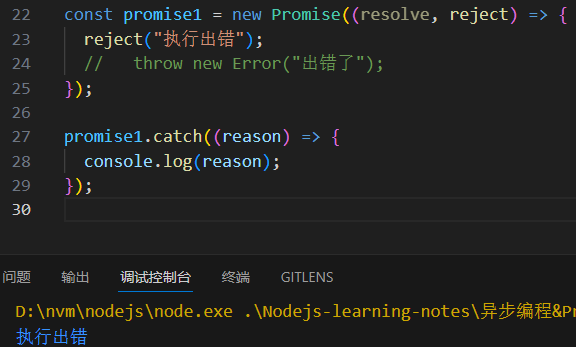 22 const promise1 = new Promise((resolve, reject) => {
23 reject("执行出错");
24 //   throw new Error("出错了");
25 });
26
27 promise1.catch((reason) => {
28 console.log(reason);
29 });
30
问题 输出 调试控制台 终端 GITLENS
D:\nvm\nodejs\node.exe .\Nodejs-learning-notes\异步编程&Pr
执行出错